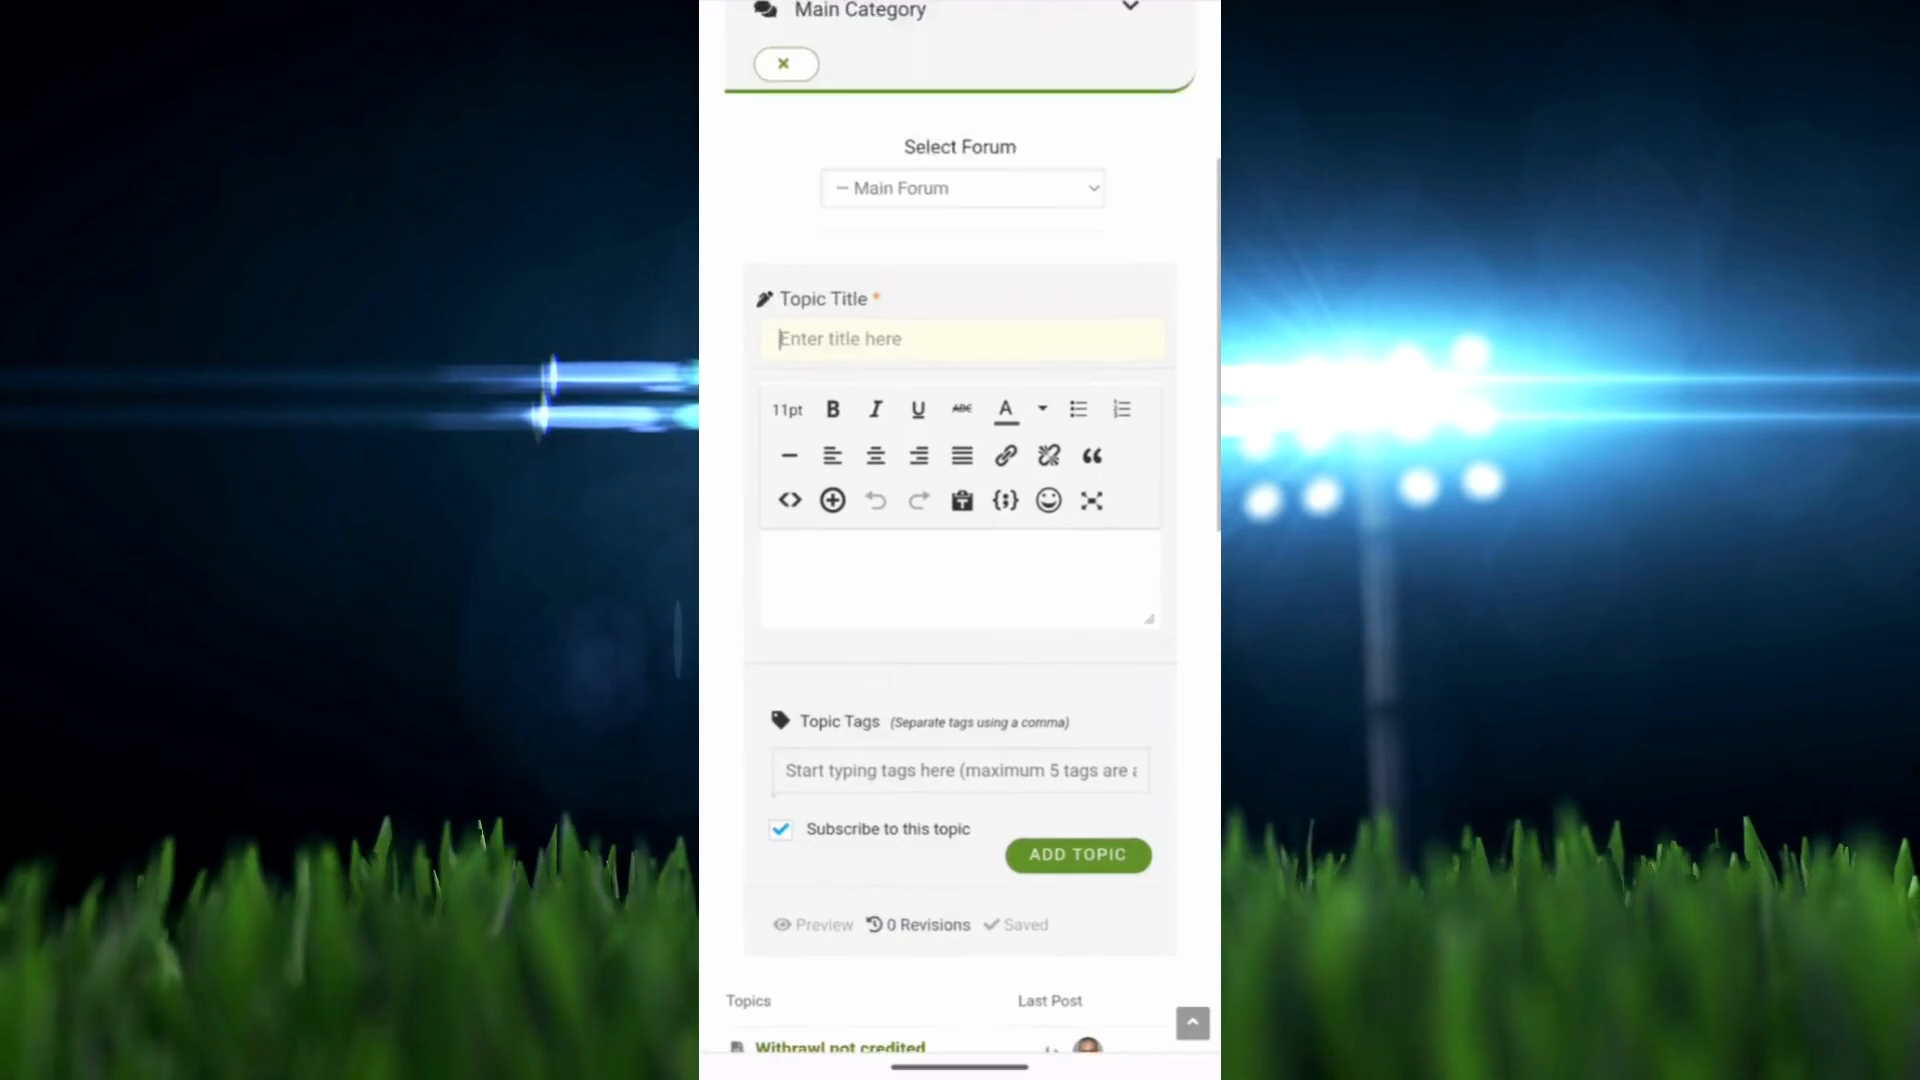 Main Category
Select Forum
— Main Forum
Topic Title *
Enter title here
11pt B I U ABC A
Topic Tags (Separate tags using a comma)
Start typing tags here (maximum 5 tags are a
Subscribe to this topic
ADD TOPIC
Preview 0 Revisions Saved
Topics Last Post
Withrawl not credited